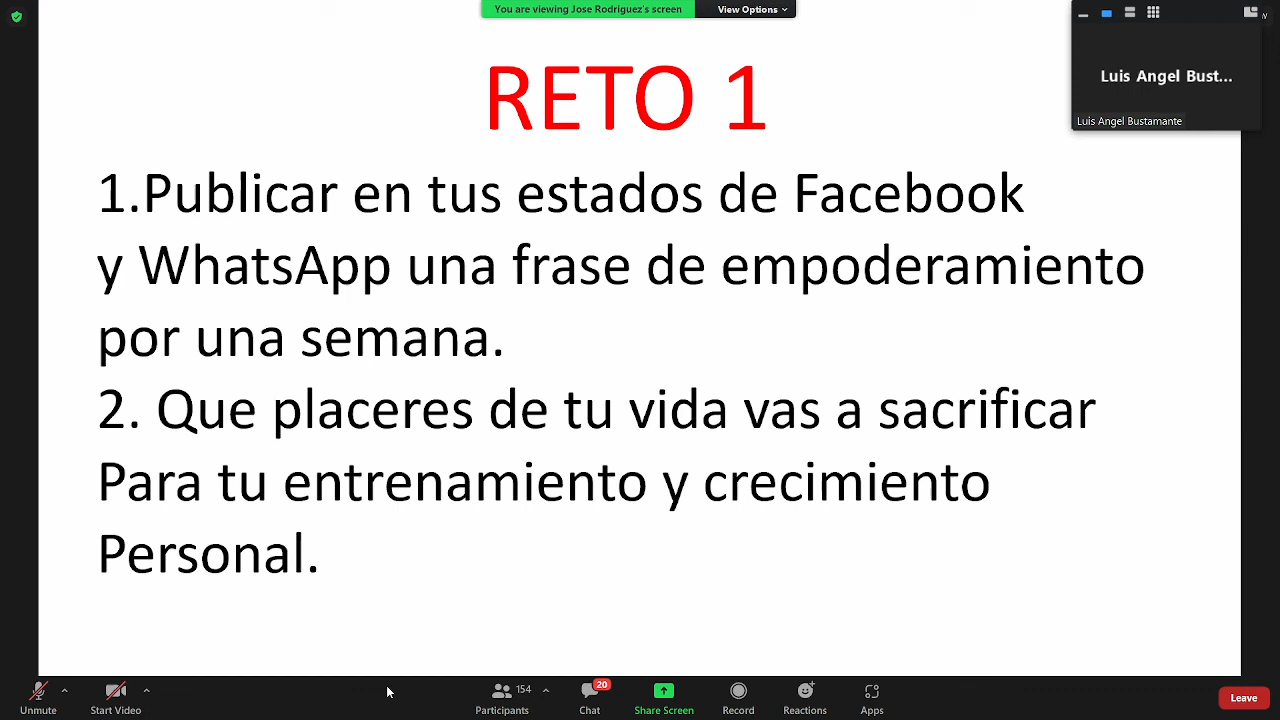 You are viewing Jose Rodriguez's screen
View Options
Luis Angel Bust...
Luis Angel Bustamante
RETO 1
1.Publicar en tus estados de Facebook
y WhatsApp una frase de empoderamiento
por una semana.
2. Que placeres de tu vida vas a sacrificar
Para tu entrenamiento y crecimiento
Personal.
Unmute
Start Video
154
Participants
20
Chat
Share Screen
Record
Reactions
Apps
Leave